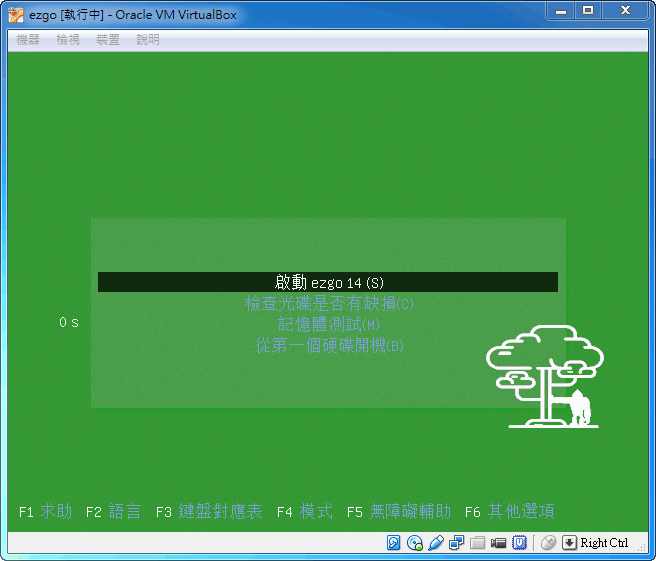 ezgo [執行中] - Oracle VM VirtualBox
機器 檢視 裝置 說明
啟動 ezgo 14 (S)
檢查光碟是否有缺損(C)
0 s
記憶體測試(M)
從第一個硬碟開機(B)
F1 求助 F2 語言 F3 鍵盤對應表 F4 模式 F5 無障礙輔助 F6 其他選項
Right Ctrl